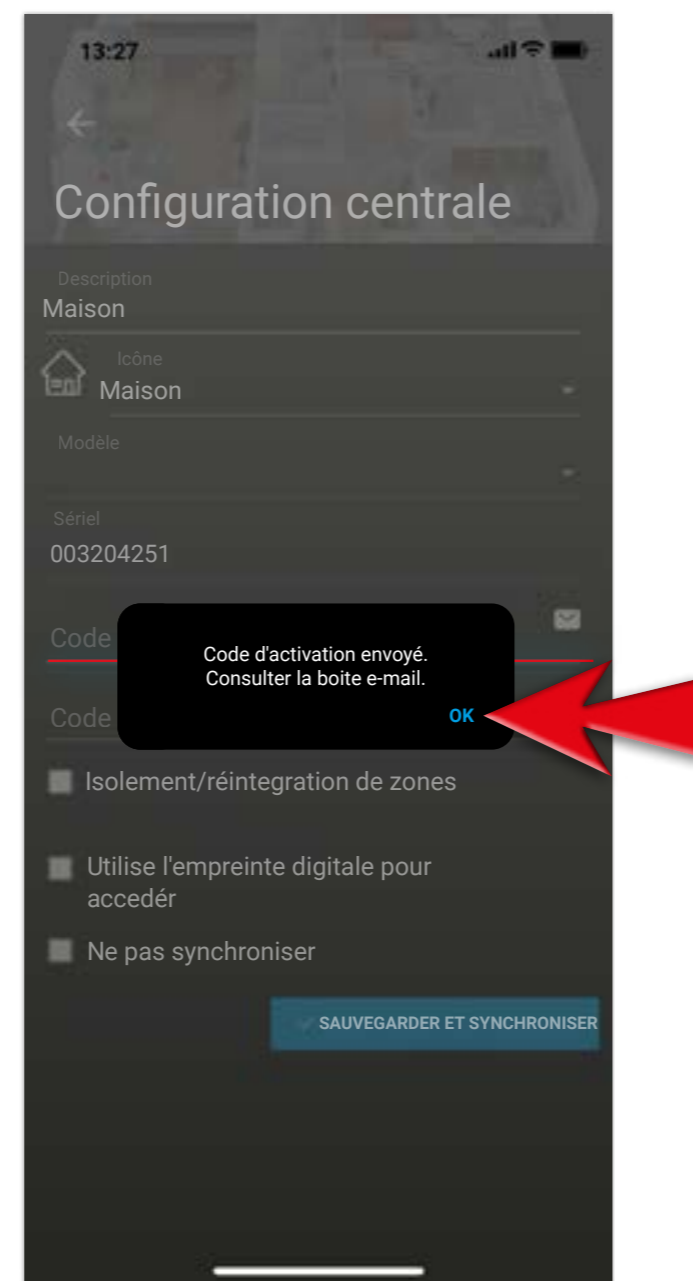 13:27
Configuration centrale
Description
Maison
Icône
Maison
Modèle
Sériel
003204251
Code
Code d'activation envoyé.
Consulter la boite e-mail.
OK
Code
Isolement/réintegration de zones
Utilise l'empreinte digitale pour
accedér
Ne pas synchroniser
SAUVEGARDER ET SYNCHRONISER